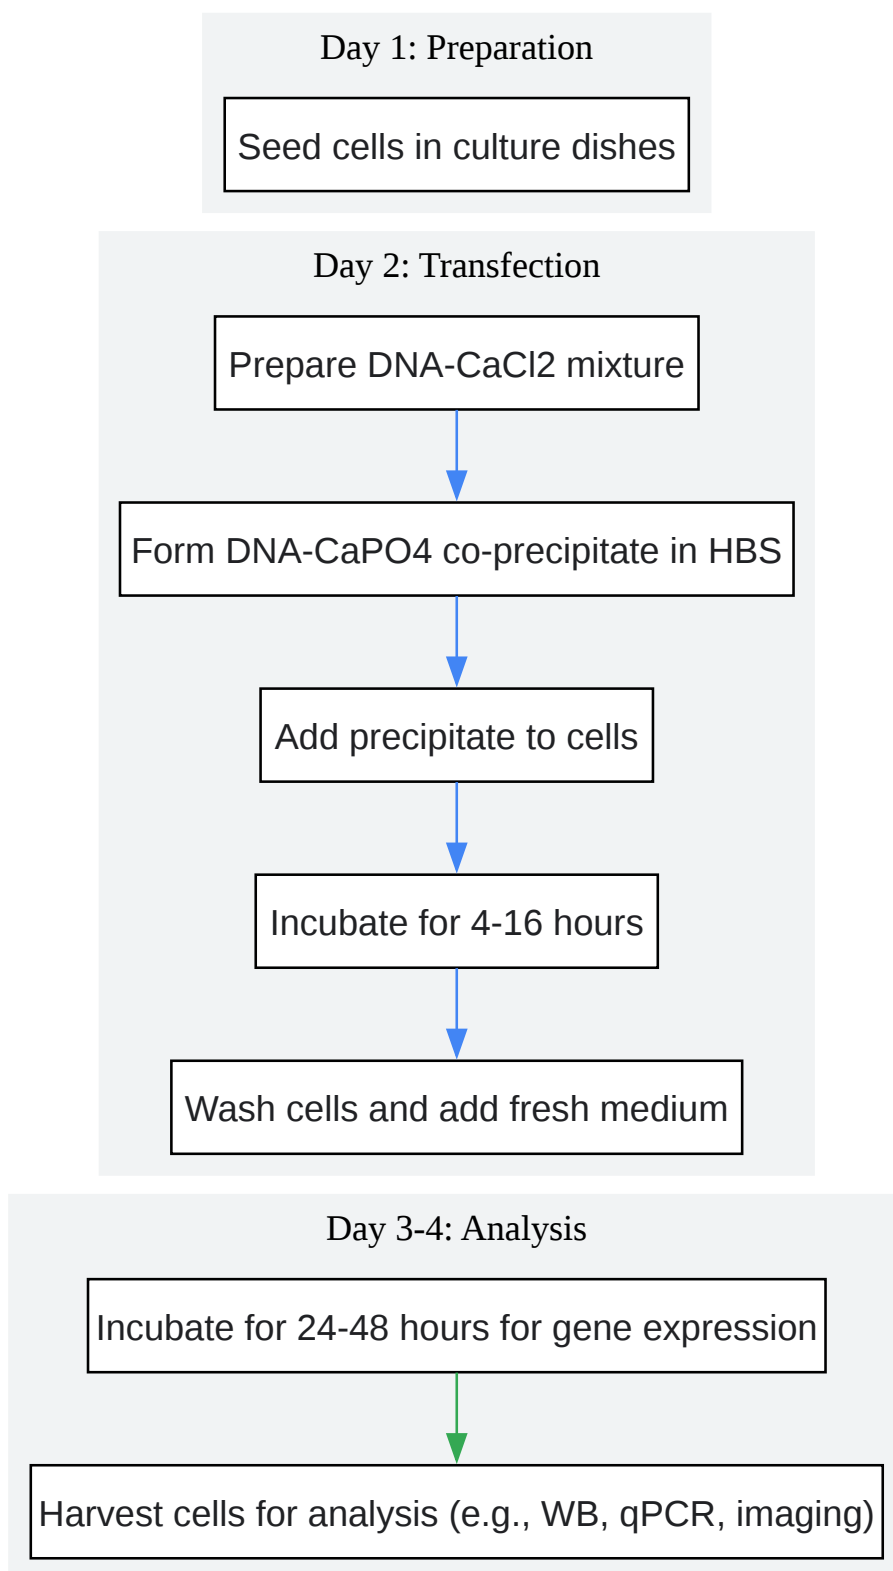 Day 1: Preparation
Seed cells in culture dishes
Day 2: Transfection
Prepare DNA-CaCl2 mixture
Form DNA-CaPO4 co-precipitate in HBS
Add precipitate to cells
Incubate for 4-16 hours
Wash cells and add fresh medium
Day 3-4: Analysis
Incubate for 24-48 hours for gene expression
Harvest cells for analysis (e.g., WB, qPCR, imaging)